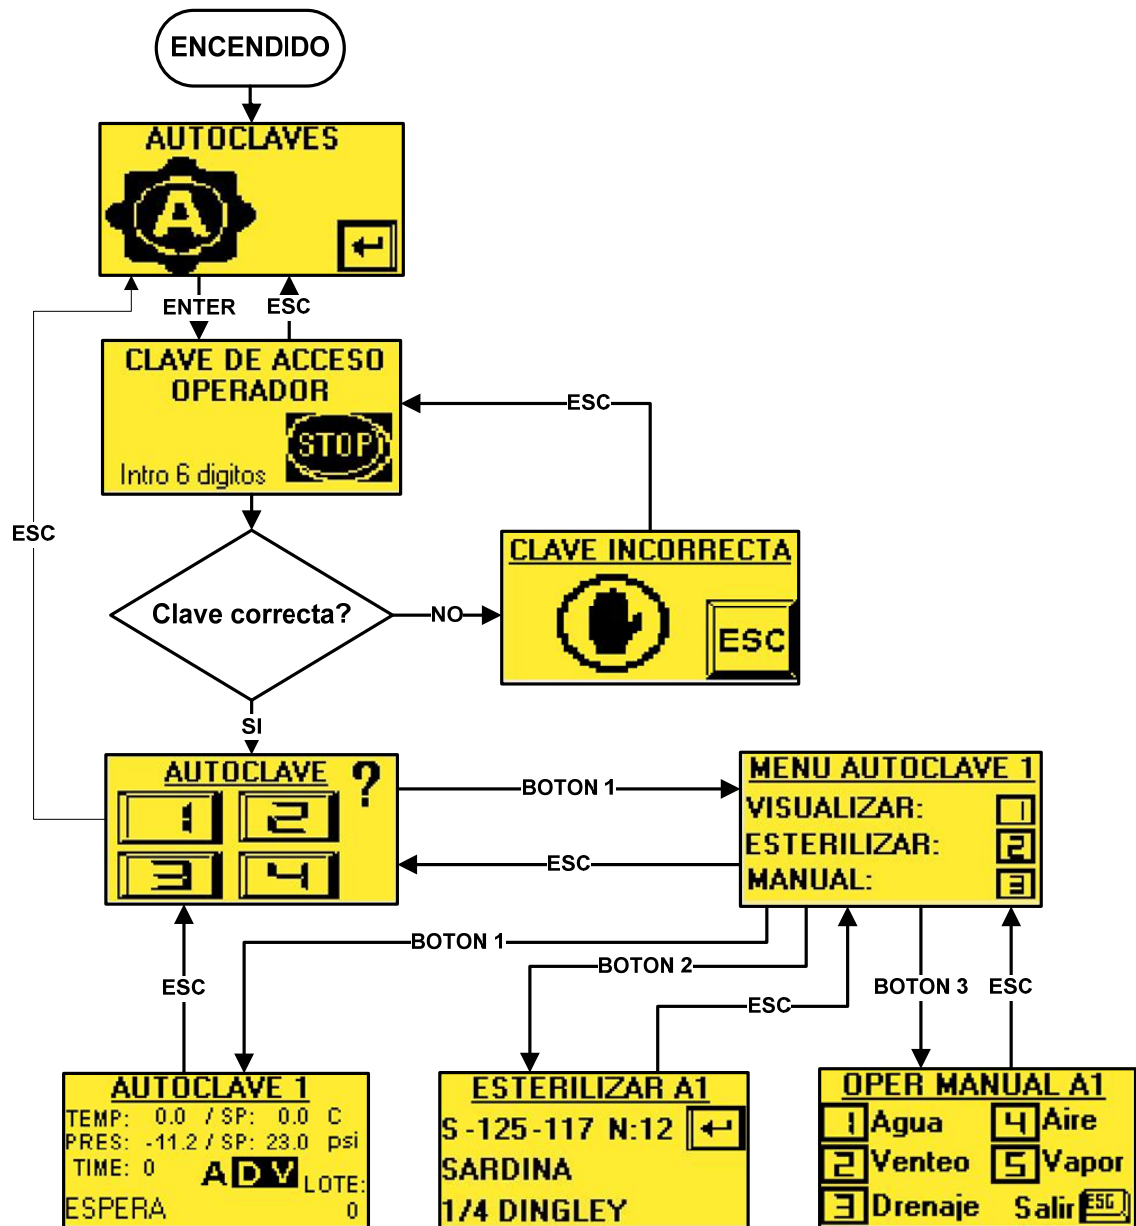 ENCENDIDO
AUTOCLAVES
A
ENTER
ESC
CLAVE DE ACCESO
OPERADOR
STOP
Intro 6 digitos
ESC
ESC
Clave correcta?
NO
CLAVE INCORRECTA
ESC
SI
AUTOCLAVE ?
1 2
3 4
BOTON 1
ESC
MENU AUTOCLAVE 1
VISUALIZAR: 1
ESTERILIZAR: 2
MANUAL: 3
ESC
BOTON 1
BOTON 2
ESC
BOTON 3
ESC
AUTOCLAVE 1
TEMP: 0.0 / SP: 0.0 C
PRES: -11.2 / SP: 23.0 psi
TIME: 0 A D V LOTE:
ESPERA 0
ESTERILIZAR A1
S-125-117 N:12
SARDINA
1/4 DINGLEY
OPER MANUAL A1
1 Agua 4 Aire
2 Venteo 5 Vapor
3 Drenaje Salir ESC